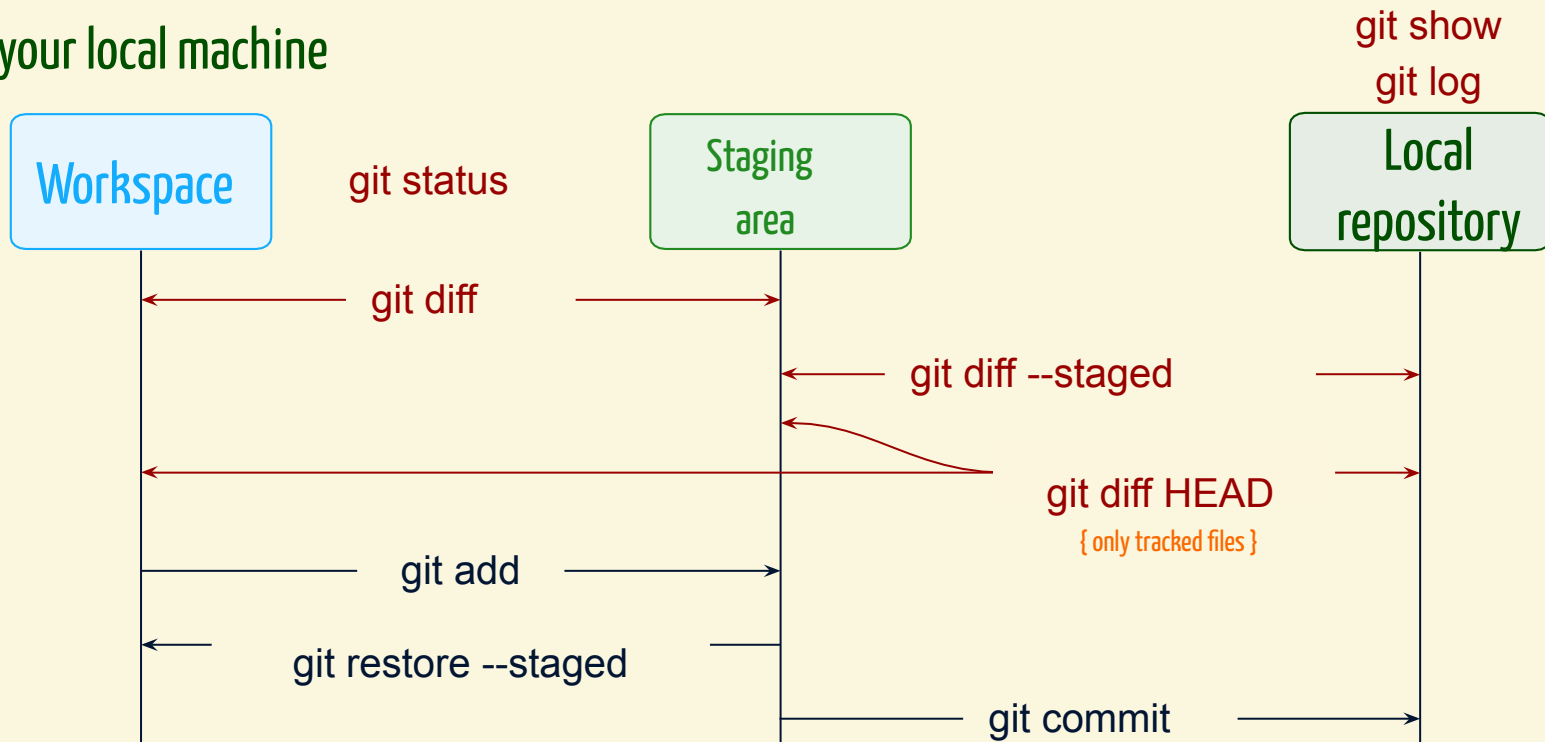 git show
your local machine
git log
Workspace
git status
Staging
area
Local
repository
git diff
git diff --staged
git diff HEAD
{ only tracked files }
git add
git restore --staged
git commit